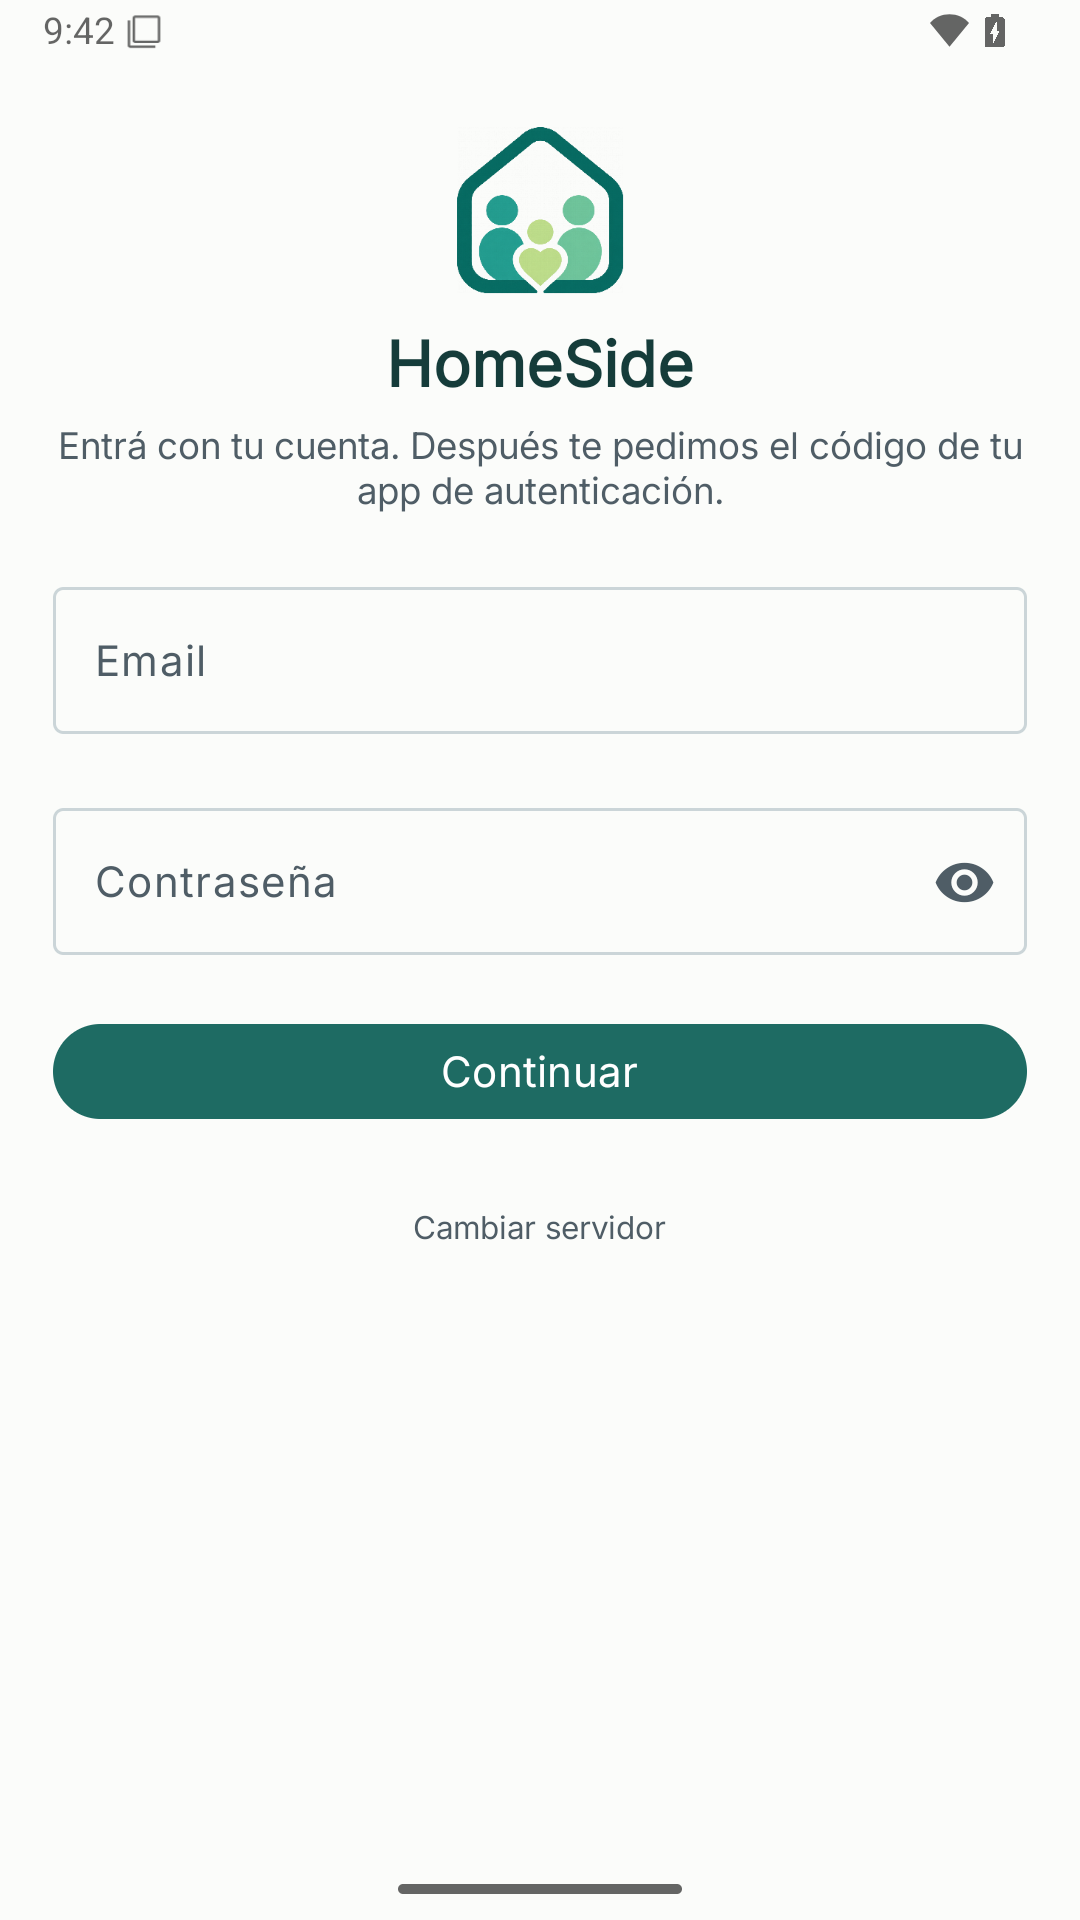 9:42
HomeSide
Entrá con tu cuenta. Después te pedimos el código de tu
app de autenticación.
Email
Contraseña
Continuar
Cambiar servidor